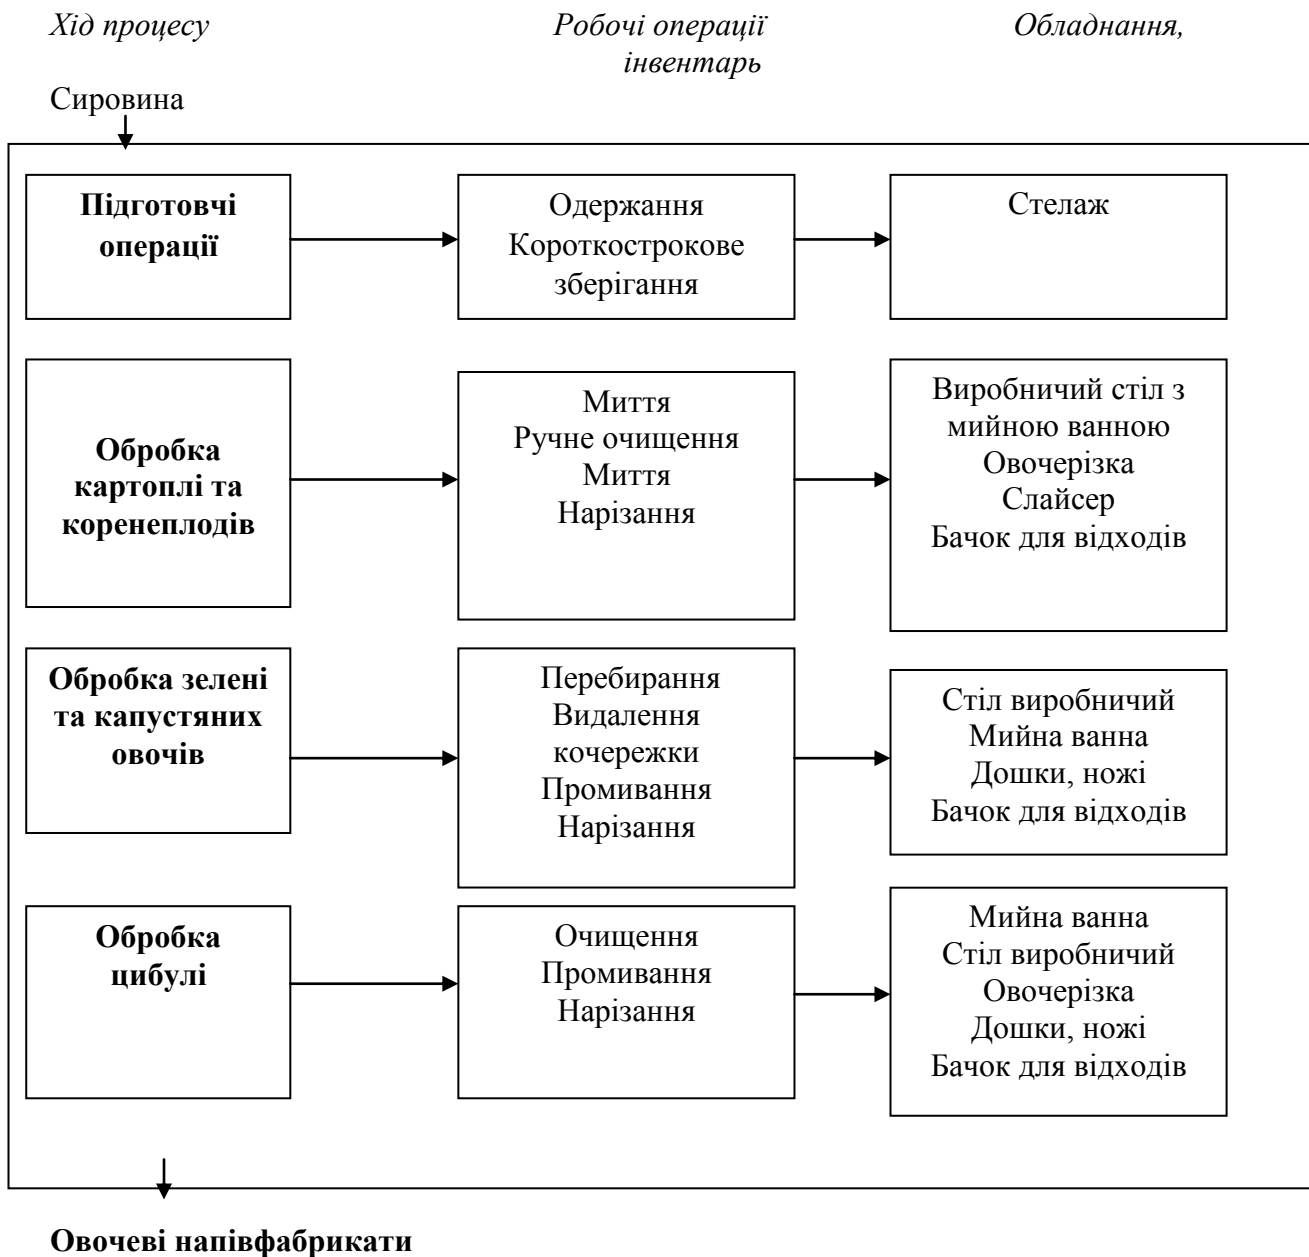 Хід процесу Робочі операції Обладнання,
інвентарь
Сировина
Підготовчі
операції
Одержання
Короткострокове
зберігання
Стелаж
Обробка
картоплі та
коренеплодів
Миття
Ручне очищення
Миття
Нарізання
Виробничий стіл з
мийною ванною
Овочерізка
Слайсер
Бачок для відходів
Обробка зелені
та капустяних
овочів
Перебирання
Видалення
кочережки
Промивання
Нарізання
Стіл виробничий
Мийна ванна
Дошки, ножі
Бачок для відходів
Обробка
цибулі
Очищення
Промивання
Нарізання
Мийна ванна
Стіл виробничий
Овочерізка
Дошки, ножі
Бачок для відходів
Овочеві напівфабрикати